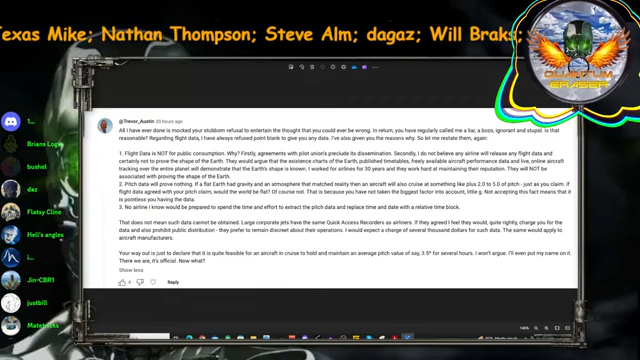 Texas Mike; Nathan Thompson; Steve Alm; dagaz; Will Braks;
QUANTUM
ERASER
@Trevor_Austin 20 hours ago
All I have ever done is mocked your stubborn refusal to entertain the thought that you could ever be wrong. In return, you have regularly called me a liar, a bozo, ignorant and stupid. Is that
reasonable? Regarding flight data, I have always refused point blank to give you any data. I've also given you the reasons why. So let me restate them, again:
1. Flight Data is NOT for public consumption. Why? Firstly, agreements with pilot union's preclude its dissemination. Secondly, I do not believe any airline will release any flight data and
certainly not to prove the shape of the Earth. They would argue that the existence charts of the Earth, published timetables, freely available aircraft performance data and live, online aircraft
tracking over the entire planet will demonstrate that the Earth's shape is known. I worked for airlines for 30 years and they work hard at maintaining their reputation. They will NOT be
associated with proving the shape of the Earth.
2. Pitch data will prove nothing. If a flat Earth had gravity and an atmosphere that matched reality then an aircraft will also cruise at something like plus 2.0 to 5.0 of pitch - just as you claim. If
flight data agreed with your pitch claim, would the world be flat? Of course not. That is because you have not taken the biggest factor into account, little g. Not accepting this fact means that it
is pointless you having the data.
3. No airline I know would be prepared to spend the time and effort to extract the pitch data and replace time and date with a relative time block.
That does not mean such data cannot be obtained. Large corporate jets have the same Quick Access Recorders as airliners. If they agreed I feel they would, quite rightly, charge you for the
data and also prohibit public distribution - they prefer to remain discreet about their operations. I would expect a charge of several thousand dollars for such data. The same would apply to
aircraft manufacturers.
Your way out is just to declare that it is quite feasible for an aircraft in cruise to hold and maintain an average pitch value of say, 3.5° for several hours. I won't argue. I'll even put my name on it.
There we are, it's official. Now what?
Show less
Reply
Brians Logic
bushel
daz
Flatsy Cline
Hell's angels
Jin-CBR1
justbill